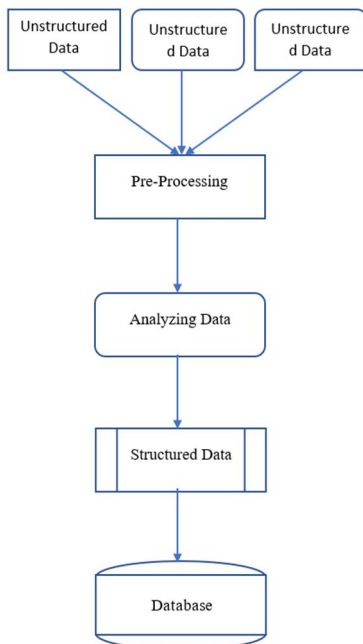 Unstructured
Data
Unstructure
d Data
Unstructure
d Data
Pre-Processing
Analyzing Data
Structured Data
Database